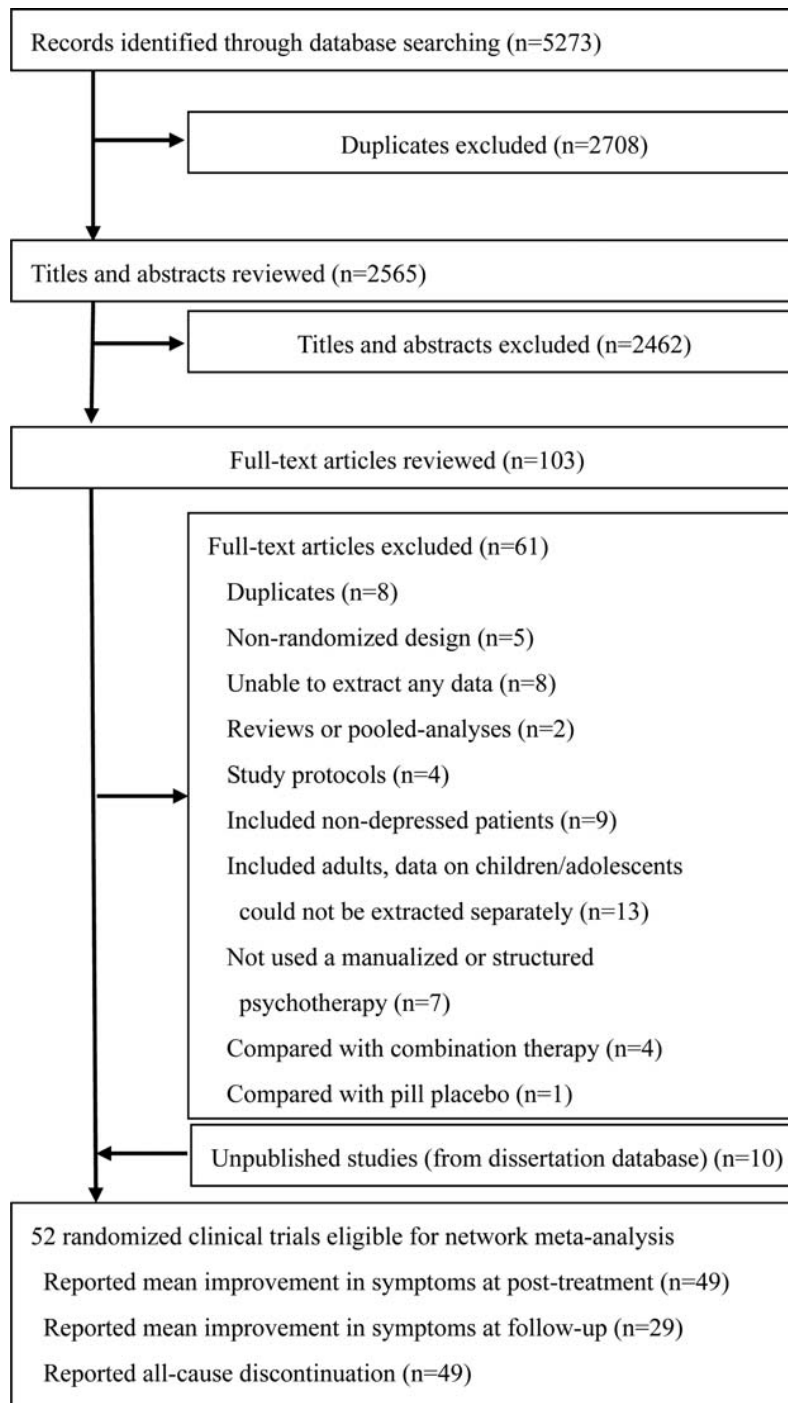 Records identified through database searching (n=5273)
Duplicates excluded (n=2708)
Titles and abstracts reviewed (n=2565)
Titles and abstracts excluded (n=2462)
Full-text articles reviewed (n=103)
Full-text articles excluded (n=61)
Duplicates (n=8)
Non-randomized design (n=5)
Unable to extract any data (n=8)
Reviews or pooled-analyses (n=2)
Study protocols (n=4)
Included non-depressed patients (n=9)
Included adults, data on children/adolescents
could not be extracted separately (n=13)
Not used a manualized or structured
psychotherapy (n=7)
Compared with combination therapy (n=4)
Compared with pill placebo (n=1)
Unpublished studies (from dissertation database) (n=10)
52 randomized clinical trials eligible for network meta-analysis
Reported mean improvement in symptoms at post-treatment (n=49)
Reported mean improvement in symptoms at follow-up (n=29)
Reported all-cause discontinuation (n=49)